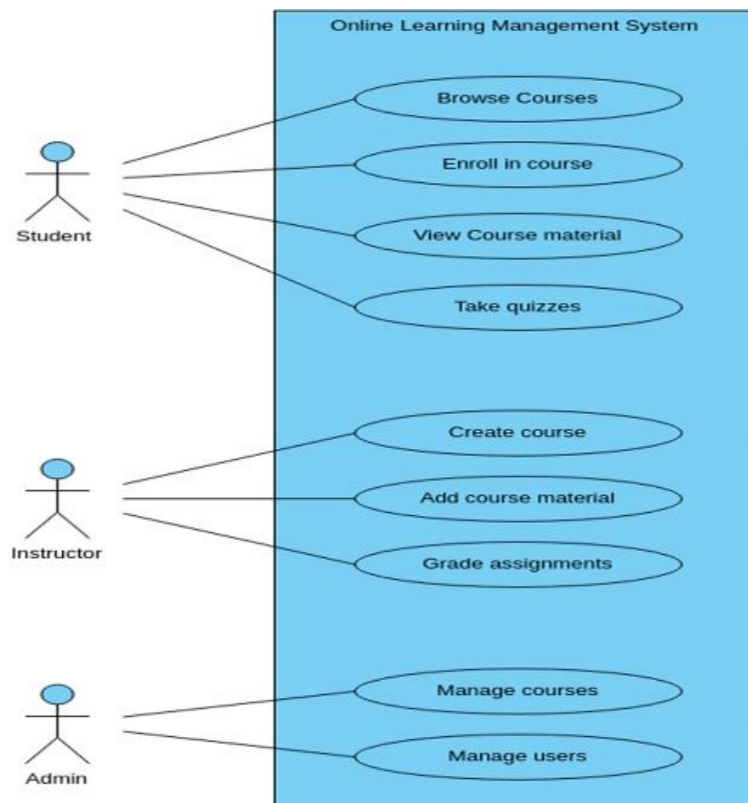 Online Learning Management System
Browse Courses
Enroll in course
View Course material
Take quizzes
Student
Create course
Add course material
Grade assignments
Instructor
Manage courses
Manage users
Admin